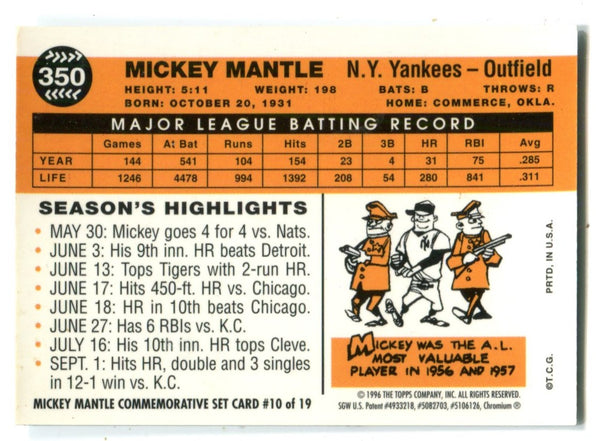 350
MICKEY MANTLE N.Y. Yankees – Outfield
HEIGHT: 5:11 WEIGHT: 198 BATS: B THROWS: R
BORN: OCTOBER 20, 1931 HOME: COMMERCE, OKLA.
MAJOR LEAGUE BATTING RECORD
Games At Bat Runs Hits 2B 3B HR RBI Avg
YEAR 144 541 104 154 23 4 31 75 .285
LIFE 1246 4478 994 1392 208 54 280 841 .311
SEASON'S HIGHLIGHTS
• MAY 30: Mickey goes 4 for 4 vs. Nats.
• JUNE 3: His 9th inn. HR beats Detroit.
• JUNE 13: Tops Tigers with 2-run HR.
• JUNE 17: Hits 450-ft. HR vs. Chicago.
• JUNE 18: HR in 10th beats Chicago.
• JUNE 27: Has 6 RBIs vs. K.C.
• JULY 16: His 10th inn. HR tops Cleve.
• SEPT. 1: Hits HR, double and 3 singles
in 12-1 win vs. K.C.
MICKEY MANTLE COMMEMORATIVE SET CARD #10 of 19
NY
MICKEY WAS THE A.L.
MOST VALUABLE
PLAYER IN 1956 AND 1957
© 1996 THE TOPPS COMPANY, INC. ALL RIGHTS RESERVED.
SGW U.S. Patent #4933218, #5082703, #5106126, Chromium ®
©T.C.G. PRTD. IN U.S.A.